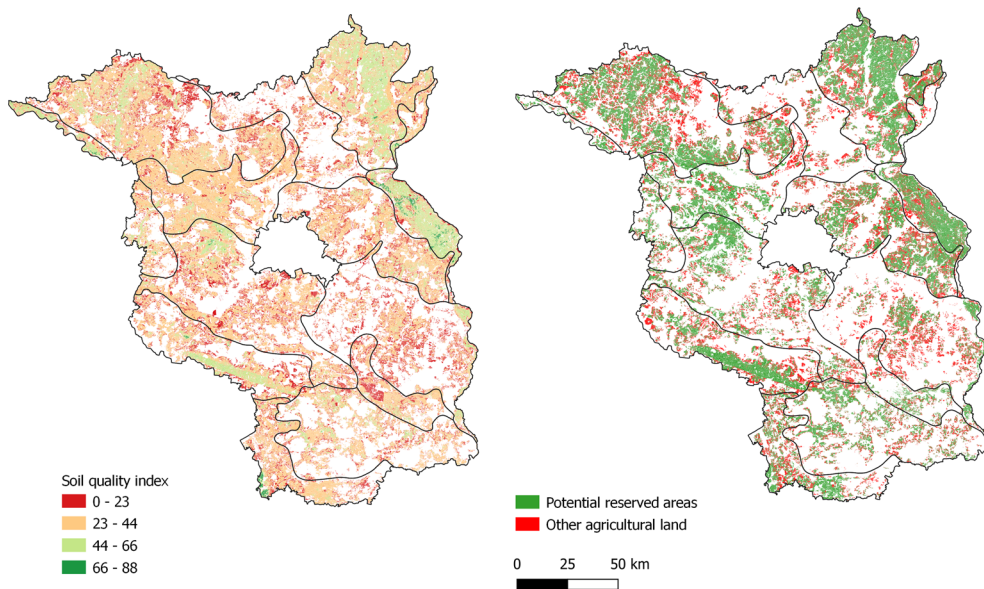 Soil quality index
0 - 23
23 - 44
44 - 66
66 - 88
Potential reserved areas
Other agricultural land
0 25 50 km